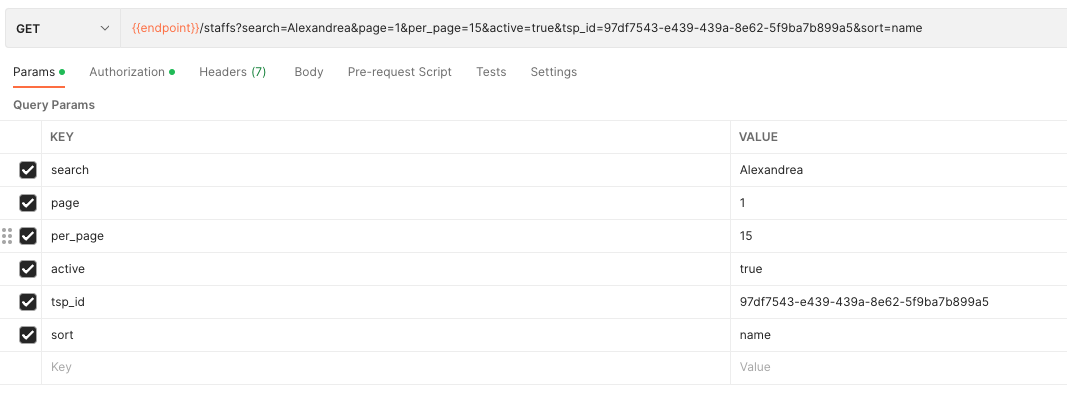 GET {{endpoint}}/staffs?search=Alexandrea&page=1&per_page=15&active=true&tsp_id=97df7543-e439-439a-8e62-5f9ba7b899a5&sort=name
Params Authorization Headers (7) Body Pre-request Script Tests Settings
Query Params
KEY VALUE
search Alexandrea
page 1
per_page 15
active true
tsp_id 97df7543-e439-439a-8e62-5f9ba7b899a5
sort name
Key Value